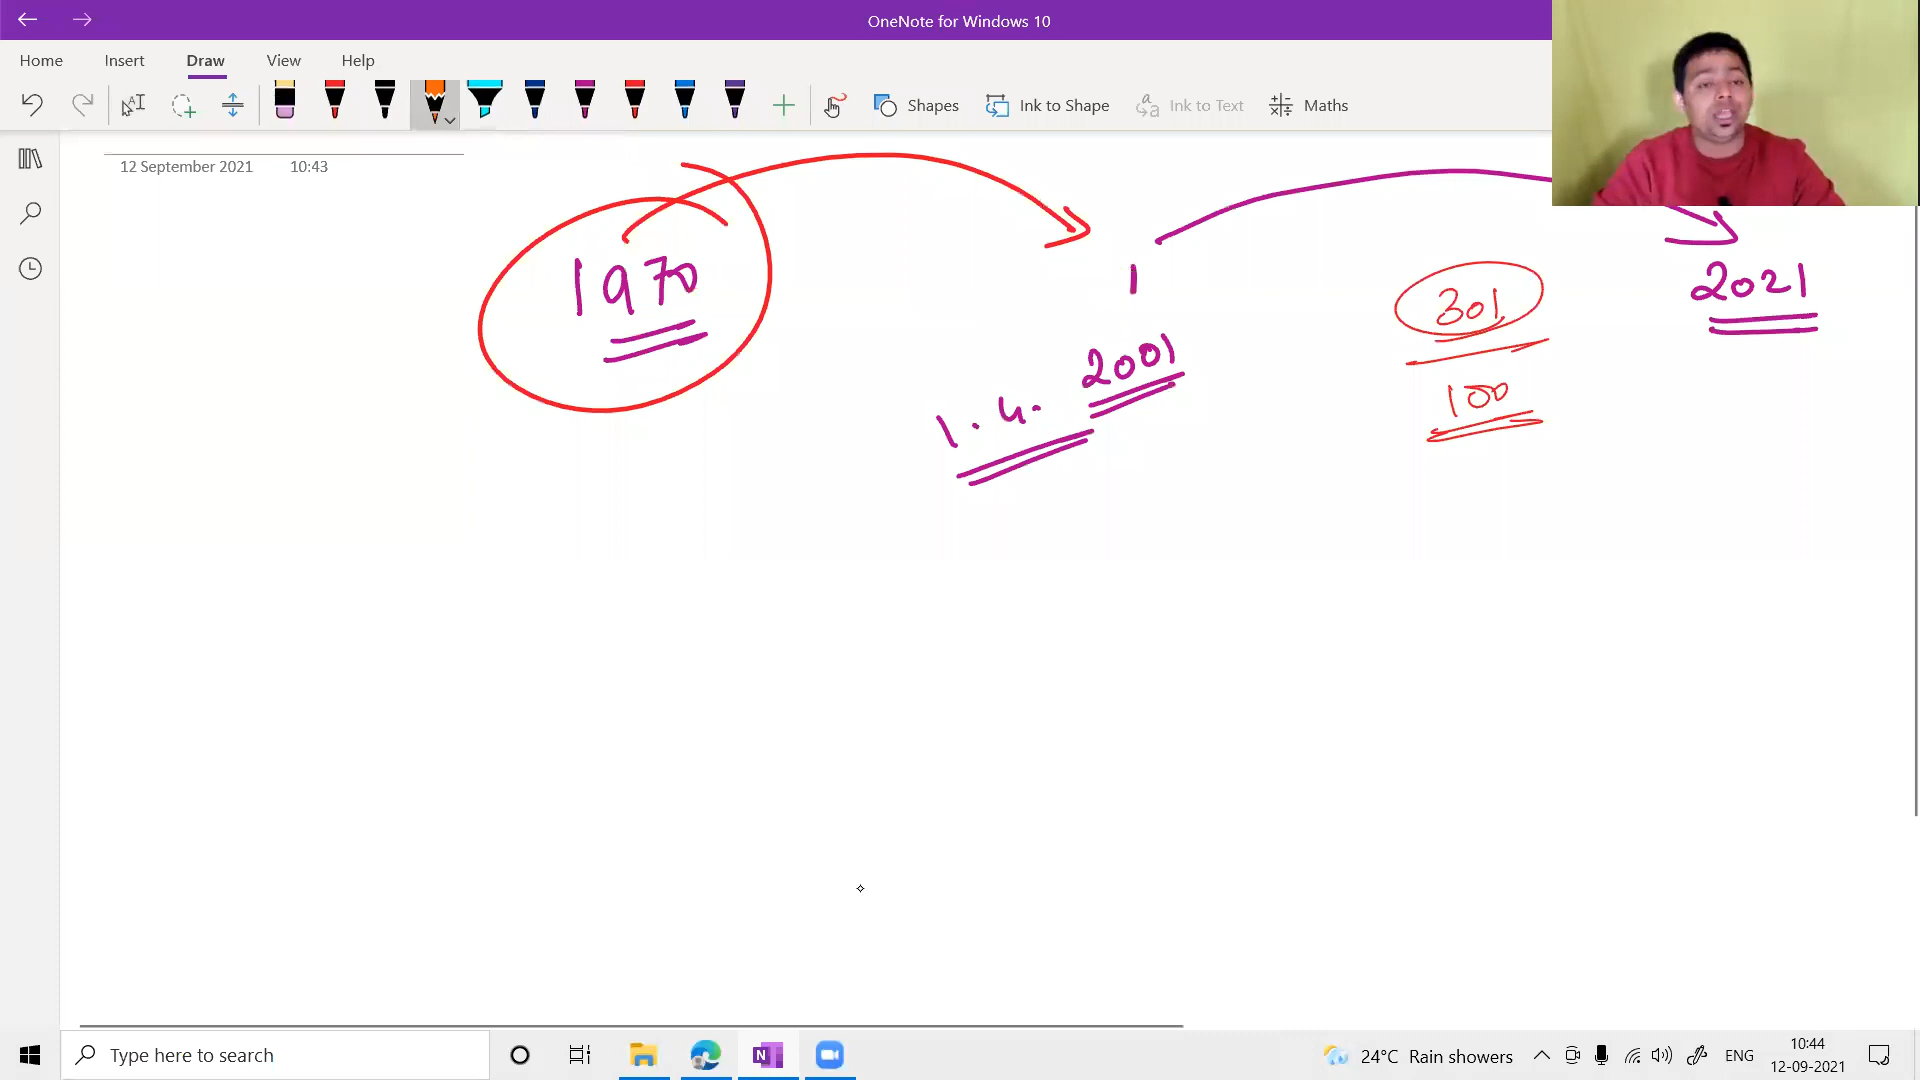 OneNote for Windows 10
Home Insert Draw View Help
Shapes Ink to Shape Ink to Text Maths
12 September 2021 10:43
1970
1
301
2021
100
1.4. 2001
Type here to search
24°C Rain showers
ENG
10:44
12-09-2021